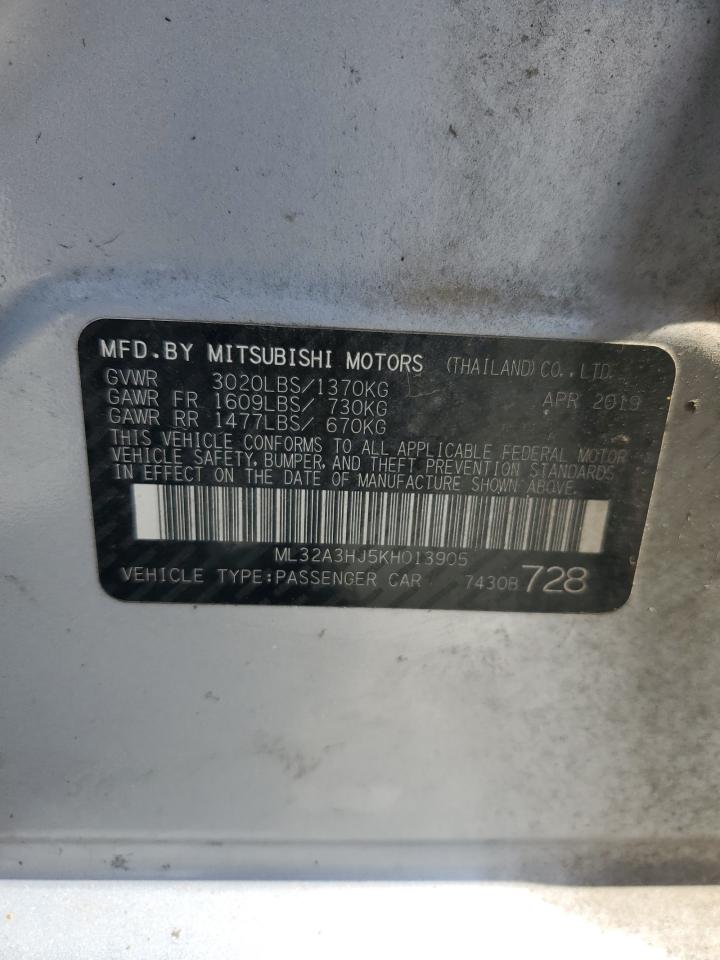 MFD.BY MITSUBISHI MOTORS (THAILAND) CO.,LTD.
GVWR 3020LBS/1370KG APR 2019
GAWR FR 1609LBS/ 730KG
GAWR RR 1477LBS/ 670KG
THIS VEHICLE CONFORMS TO ALL APPLICABLE FEDERAL MOTOR
VEHICLE SAFETY, BUMPER, AND THEFT PREVENTION STANDARDS
IN EFFECT ON THE DATE OF MANUFACTURE SHOWN ABOVE.
ML32A3HJ5KH013905
VEHICLE TYPE:PASSENGER CAR 7430B 728